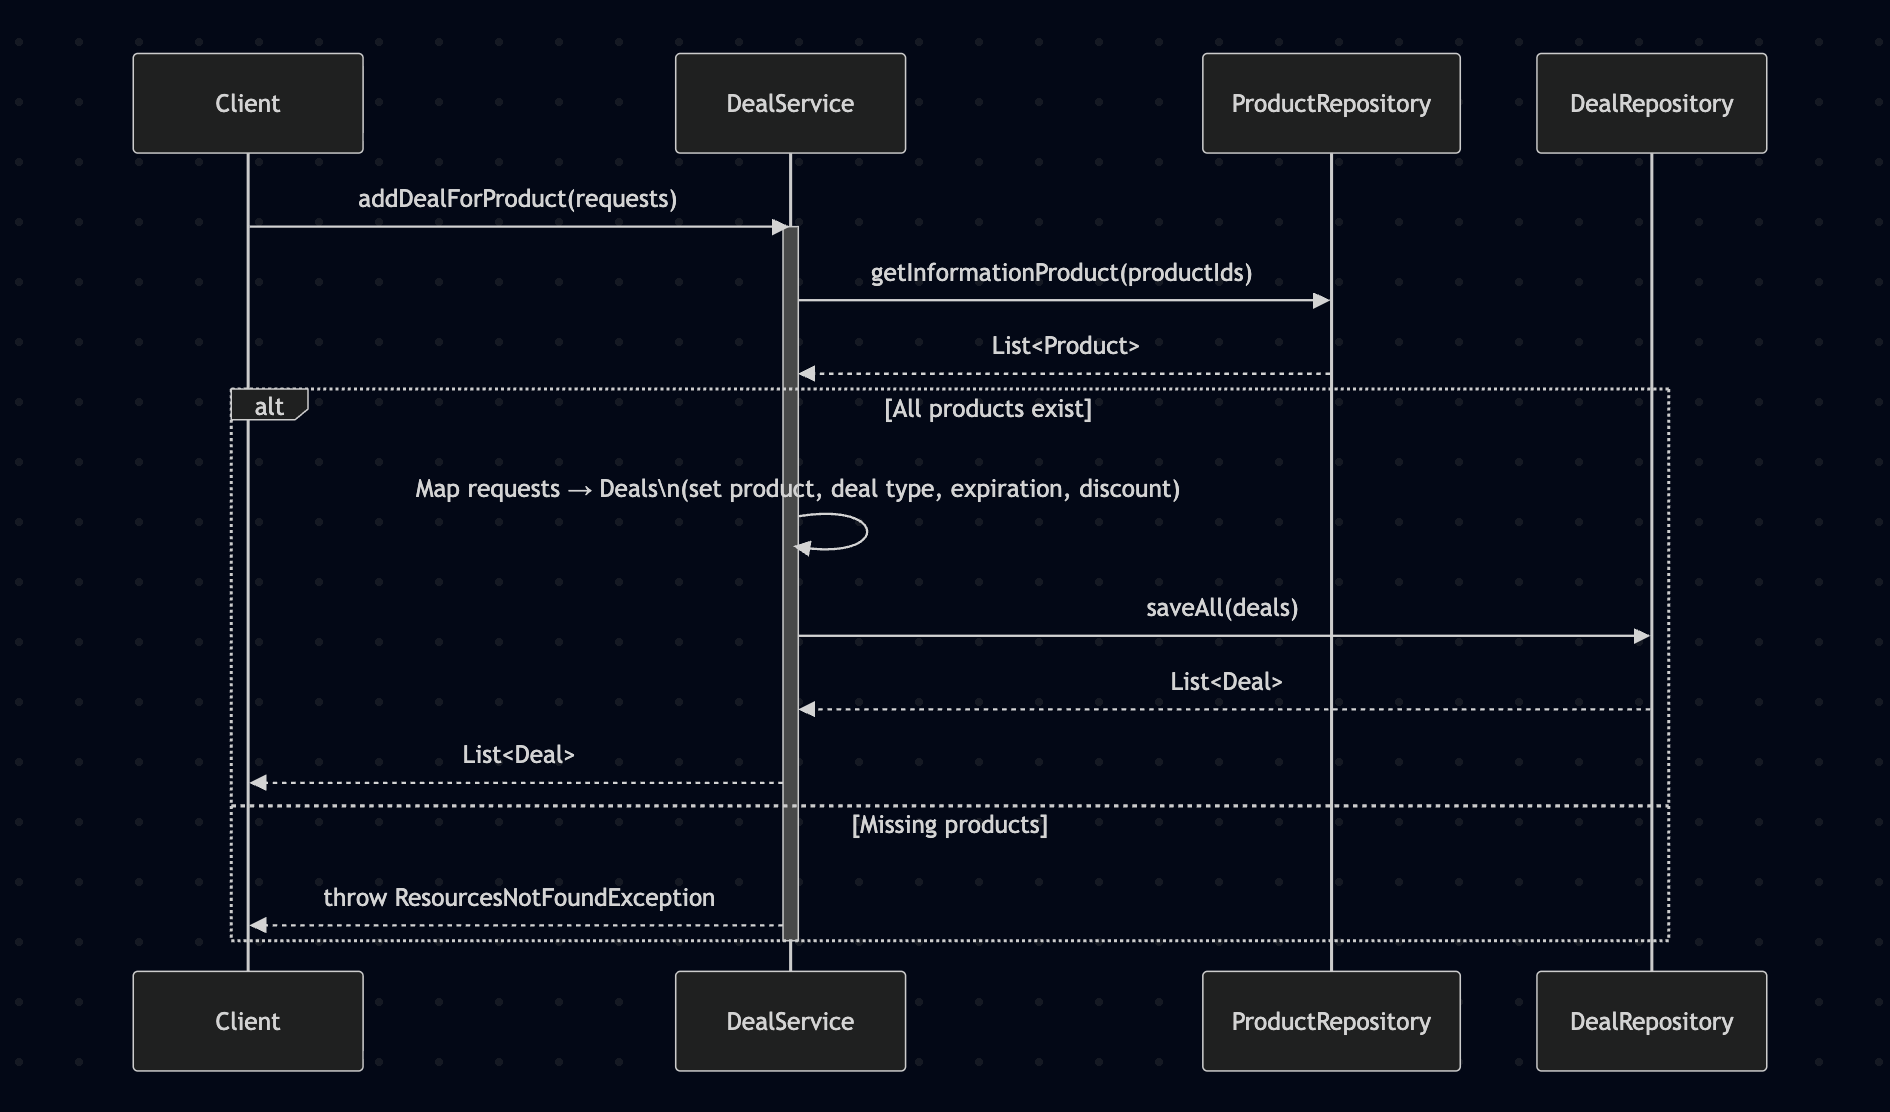 Client
DealService
ProductRepository
DealRepository
addDealForProduct(requests)
getInformationProduct(productIds)
List<Product>
alt
[All products exist]
Map requests → Deals\n(set product, deal type, expiration, discount)
saveAll(deals)
List<Deal>
List<Deal>
[Missing products]
throw ResourcesNotFoundException
Client
DealService
ProductRepository
DealRepository